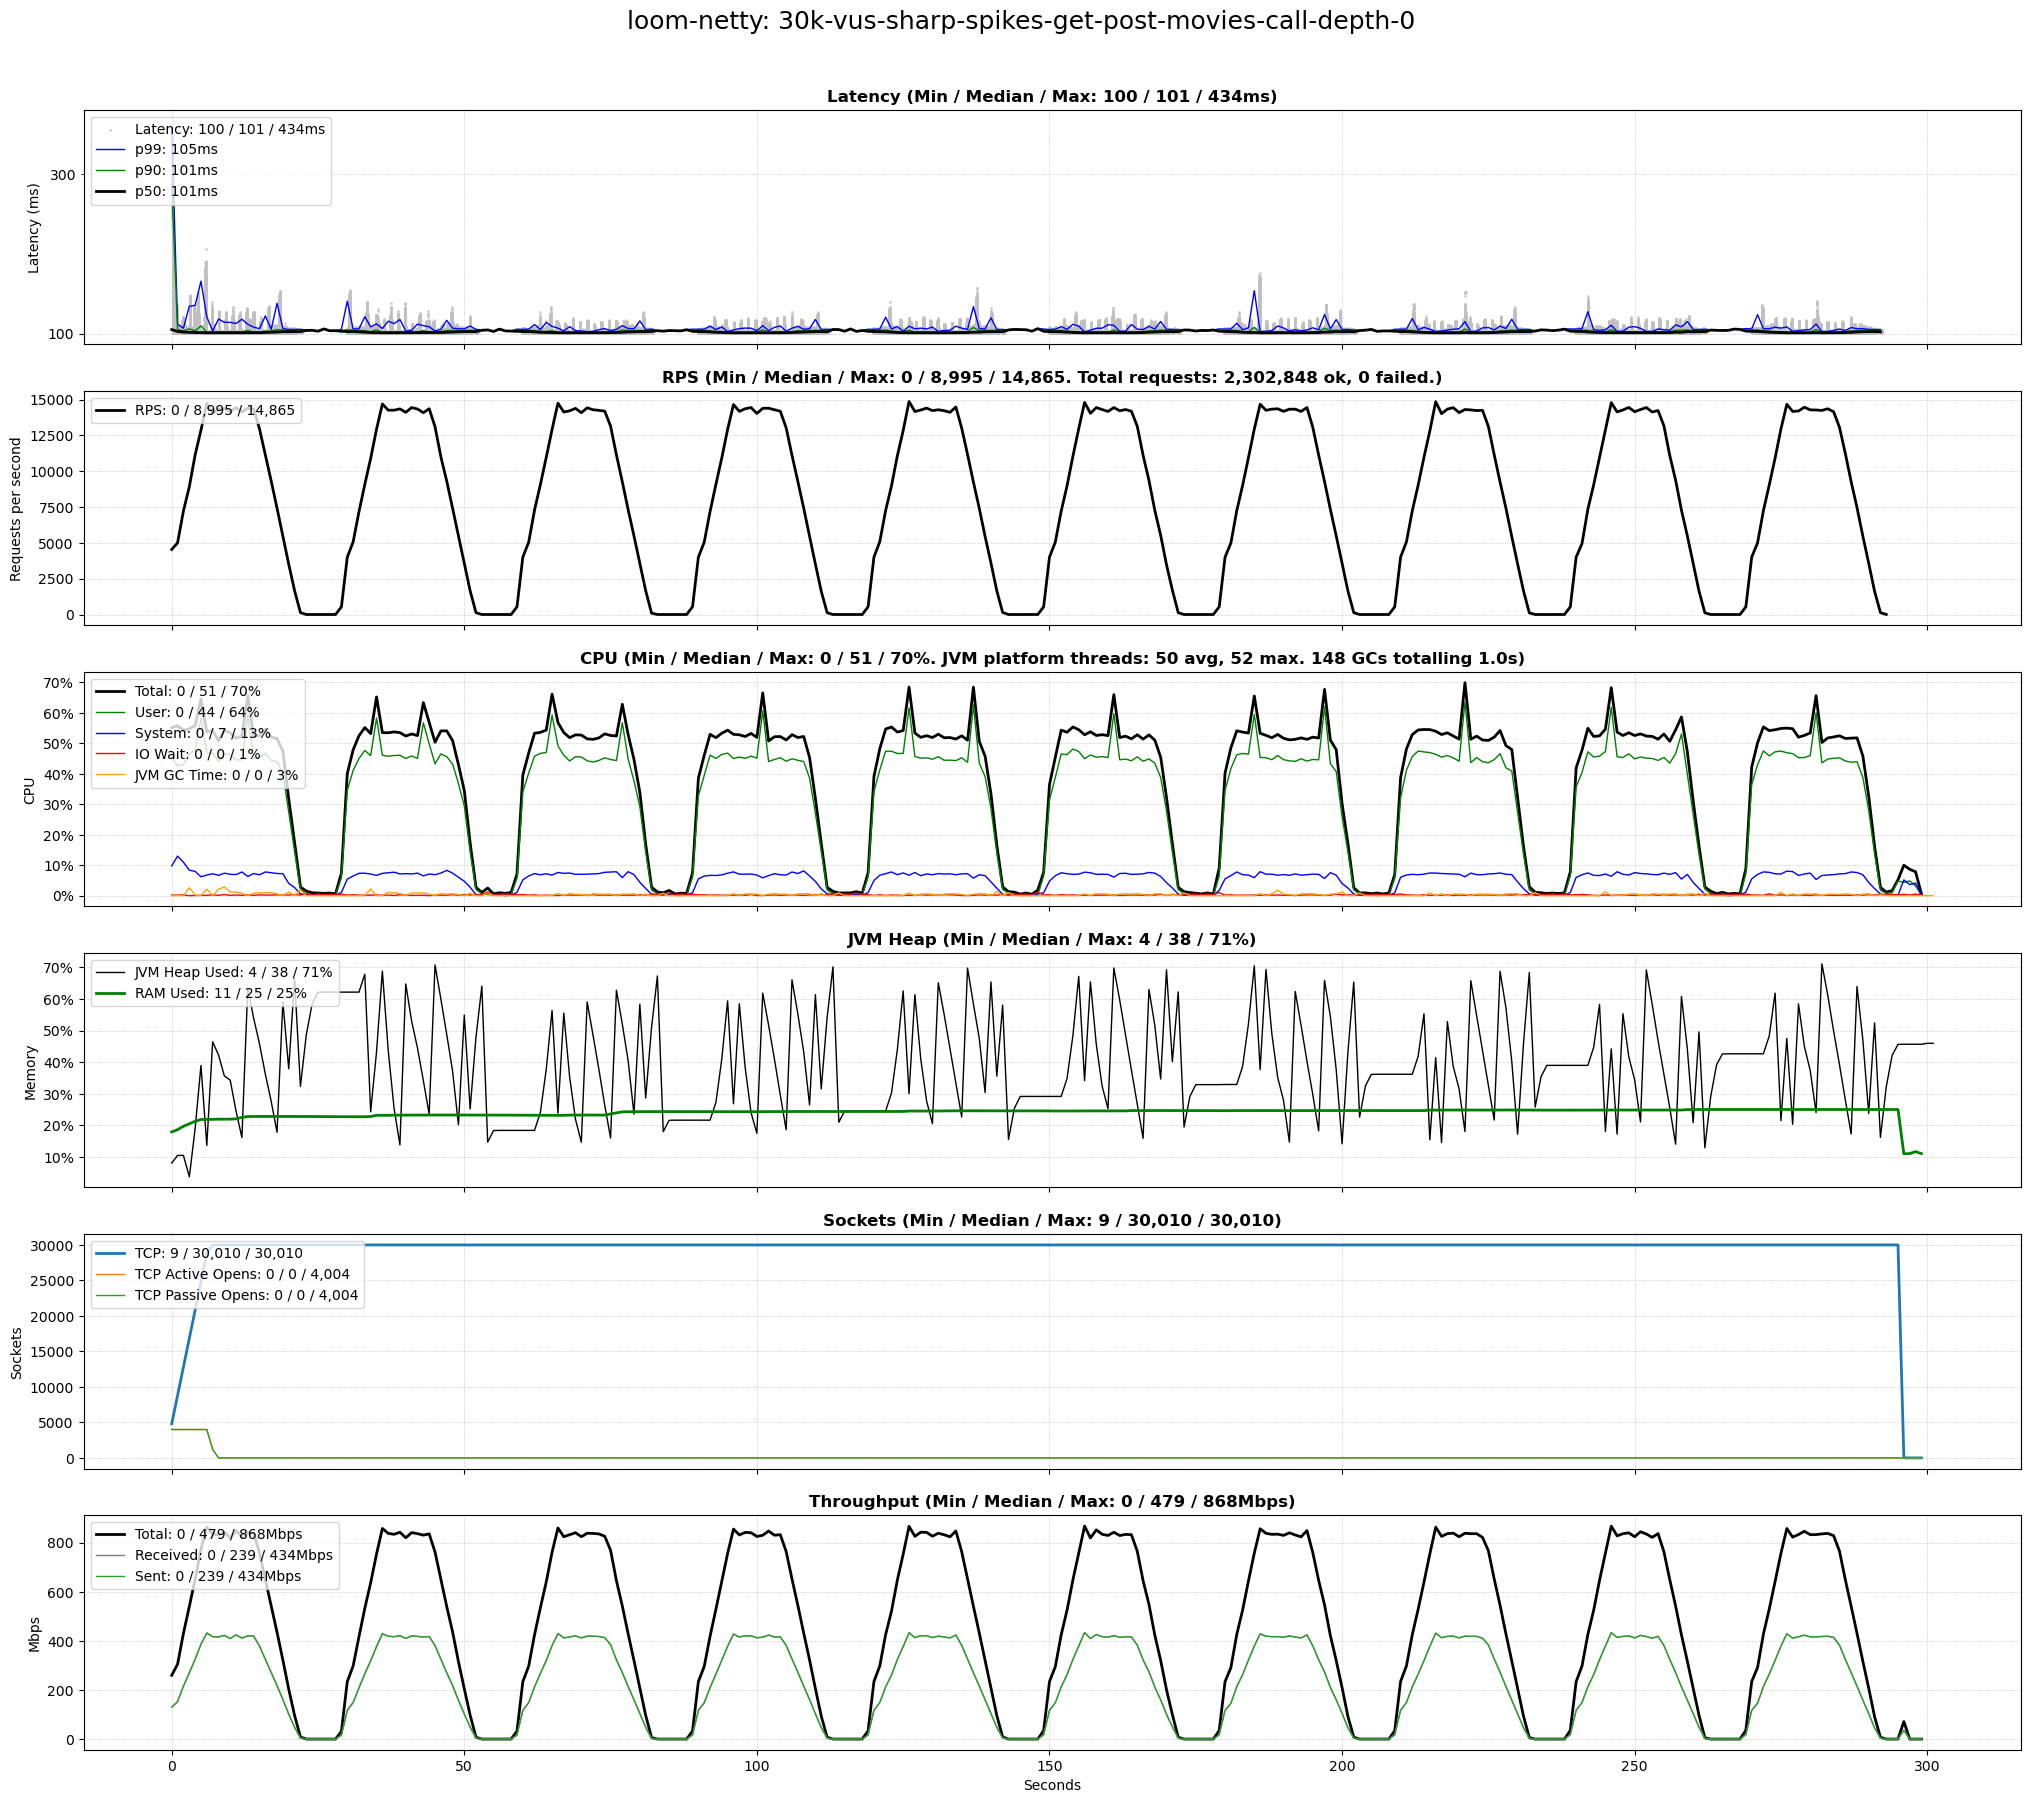 loom-netty: 30k-vus-sharp-spikes-get-post-movies-call-depth-0
Latency (Min / Median / Max: 100 / 101 / 434ms)
Latency: 100 / 101 / 434ms
p99: 105ms
p90: 101ms
p50: 101ms
Latency (ms)
300
100
RPS (Min / Median / Max: 0 / 8,995 / 14,865. Total requests: 2,302,848 ok, 0 failed.)
RPS: 0 / 8,995 / 14,865
Requests per second
15000
12500
10000
7500
5000
2500
0
CPU (Min / Median / Max: 0 / 51 / 70%. JVM platform threads: 50 avg, 52 max. 148 GCs totalling 1.0s)
Total: 0 / 51 / 70%
User: 0 / 44 / 64%
System: 0 / 7 / 13%
IO Wait: 0 / 0 / 1%
JVM GC Time: 0 / 0 / 3%
CPU
70%
60%
50%
40%
30%
20%
10%
0%
JVM Heap (Min / Median / Max: 4 / 38 / 71%)
JVM Heap Used: 4 / 38 / 71%
RAM Used: 11 / 25 / 25%
Memory
70%
60%
50%
40%
30%
20%
10%
Sockets (Min / Median / Max: 9 / 30,010 / 30,010)
TCP: 9 / 30,010 / 30,010
TCP Active Opens: 0 / 0 / 4,004
TCP Passive Opens: 0 / 0 / 4,004
Sockets
30000
25000
20000
15000
10000
5000
0
Throughput (Min / Median / Max: 0 / 479 / 868Mbps)
Total: 0 / 479 / 868Mbps
Received: 0 / 239 / 434Mbps
Sent: 0 / 239 / 434Mbps
Mbps
800
600
400
200
0
0 50 100 150 200 250 300
Seconds